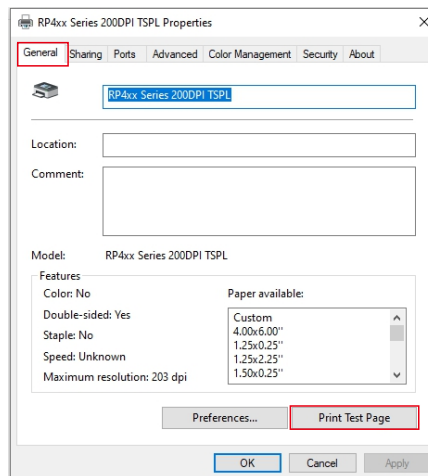 RP4xx Series 200DPI TSPL Properties
General Sharing Ports Advanced Color Management Security About
RP4xx Series 200DPI TSPL
Location:
Comment:
Model: RP4xx Series 200DPI TSPL
Features
Color: No
Paper available:
Double-sided: Yes
Custom
4.00x6.00"
Staple: No
1.25x0.25"
Speed: Unknown
1.25x2.25"
Maximum resolution: 203 dpi
1.50x0.25"
Preferences... Print Test Page
OK Cancel Apply